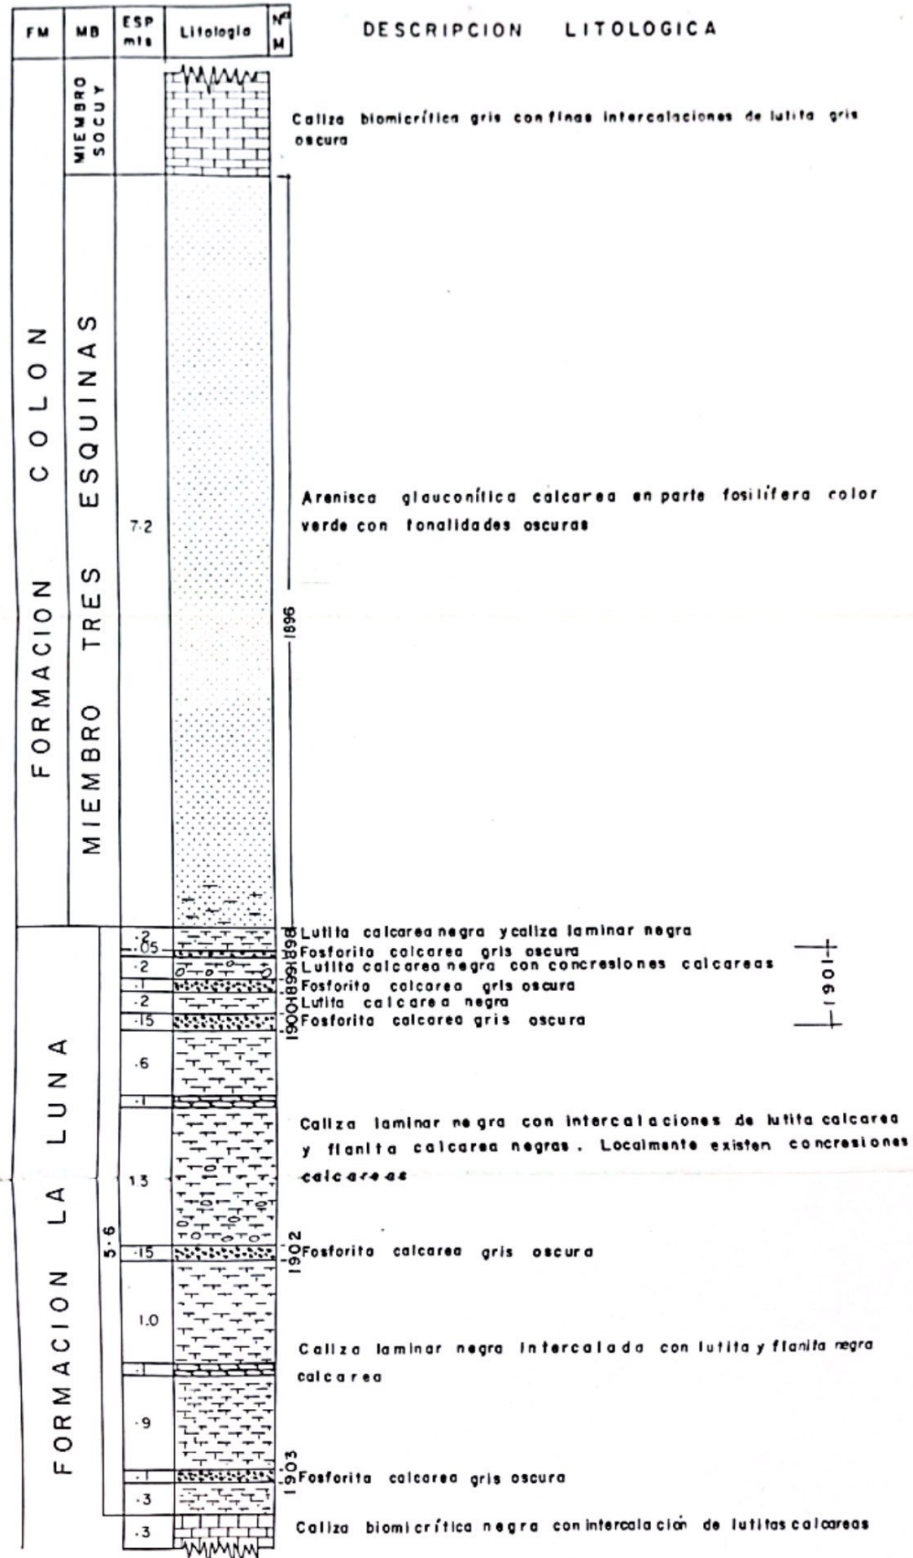 FM MB ESP mts Litologia Nos M
DESCRIPCION LITOLOGICA
MIEMBRO SOCUY
Caliza biomicrítica gris con finas intercalaciones de lutita gris
oscura
FORMACION COLON
MIEMBRO TRES ESQUINAS
7.2
Arenisca glauconítica calcarea en parte fosilífera color
verde con tonalidades oscuras
1896
FORMACION LA LUNA
5.6
.2 1898 Lutita calcarea negra y caliza laminar negra
.05 Fosforita calcarea gris oscura
.2 1899 Lutita calcarea negra con concresiones calcareas
.1 Fosforita calcarea gris oscura
.2 1900 Lutita calcarea negra
.15 Fosforita calcarea gris oscura
1901
.6
.1
1.3
Caliza laminar negra con intercalaciones de lutita calcarea
y flanita calcarea negras. Localmente existen concresiones
calcareas
.15 1902 Fosforita calcarea gris oscura
1.0
Caliza laminar negra intercalada con lutita y flanita negra
calcarea
.1
.9
.1 1903 Fosforita calcarea gris oscura
.3
.3 Caliza biomicrítica negra con intercalación de lutitas calcareas